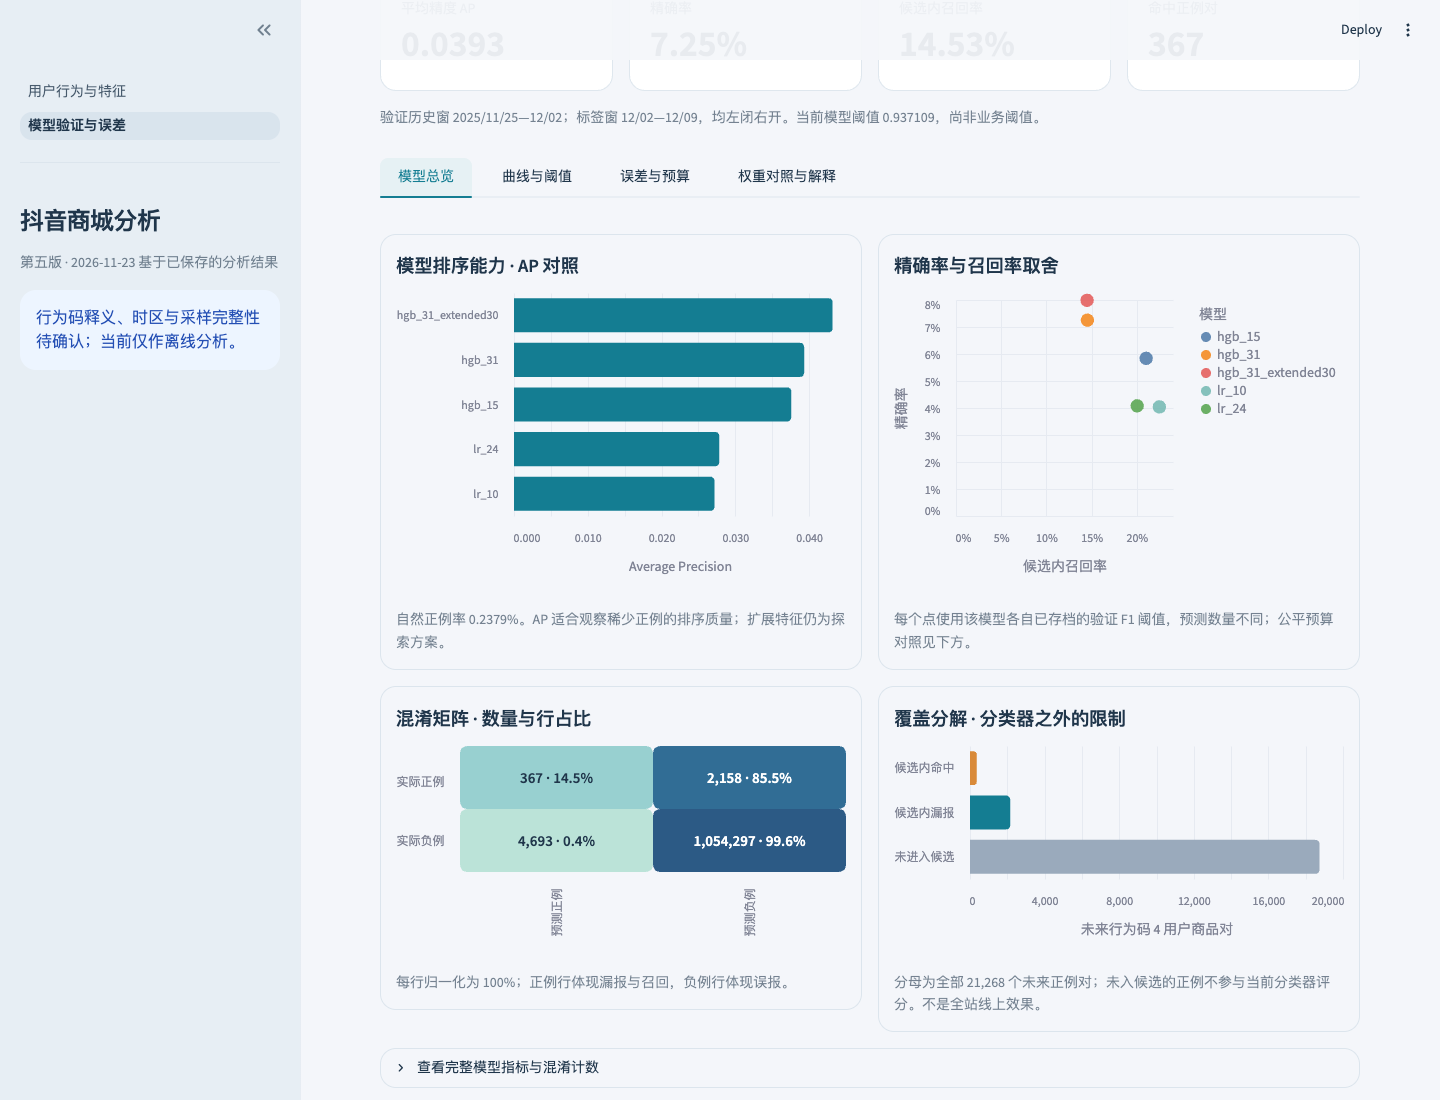 用户行为与特征
模型验证与误差
抖音商城分析
第五版 · 2026-11-23 基于已保存的分析结果
行为码释义、时区与采样完整性
待确认；当前仅作离线分析。
Deploy
平均精度 AP
0.0393
精确率
7.25%
候选内召回率
14.53%
命中正例对
367
验证历史窗 2025/11/25—12/02；标签窗 12/02—12/09，均左闭右开。当前模型阈值 0.937109，尚非业务阈值。
模型总览
曲线与阈值
误差与预算
权重对照与解释
模型排序能力 · AP 对照
hgb_31_extended30
hgb_31
hgb_15
lr_24
lr_10
0.000
0.010
0.020
0.030
0.040
Average Precision
自然正例率 0.2379%。AP 适合观察稀少正例的排序质量；扩展特征仍为探
索方案。
精确率与召回率取舍
8%
7%
6%
5%
4%
3%
2%
1%
0%
精确率
0%
5%
10%
15%
20%
候选内召回率
模型
hgb_15
hgb_31
hgb_31_extended30
lr_10
lr_24
每个点使用该模型各自已存档的验证 F1 阈值，预测数量不同；公平预算
对照见下方。
混淆矩阵 · 数量与行占比
实际正例
367 · 14.5%
2,158 · 85.5%
实际负例
4,693 · 0.4%
1,054,297 · 99.6%
预测正例
预测负例
每行归一化为 100%；正例行体现漏报与召回，负例行体现误报。
覆盖分解 · 分类器之外的限制
候选内命中
候选内漏报
未进入候选
0
4,000
8,000
12,000
16,000
20,000
未来行为码 4 用户商品对
分母为全部 21,268 个未来正例对；未入候选的正例不参与当前分类器评
分。不是全站线上效果。
查看完整模型指标与混淆计数